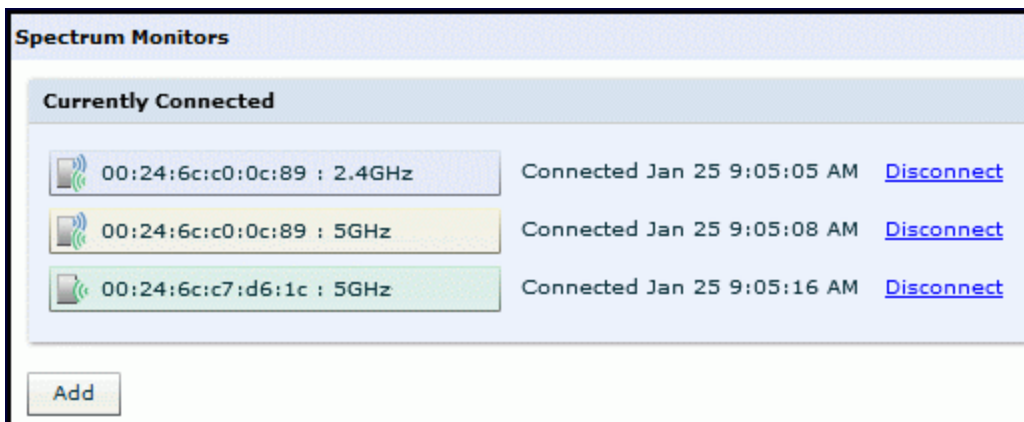 Spectrum Monitors
Currently Connected
00:24:6c:c0:0c:89 : 2.4GHz Connected Jan 25 9:05:05 AM Disconnect
00:24:6c:c0:0c:89 : 5GHz Connected Jan 25 9:05:08 AM Disconnect
00:24:6c:c7:d6:1c : 5GHz Connected Jan 25 9:05:16 AM Disconnect
Add